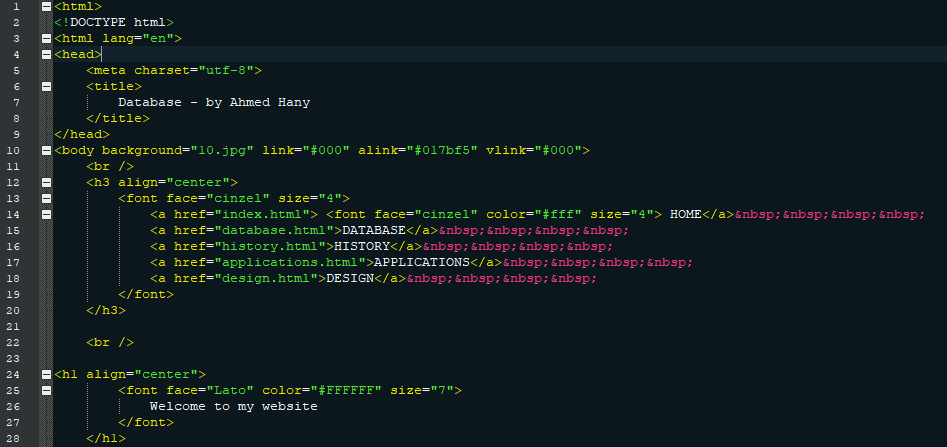 1 <html>
2 <!DOCTYPE html>
3 <html lang="en">
4 <head>
5 <meta charset="utf-8">
6 <title>
7 Database - by Ahmed Hany
8 </title>
9 </head>
10 <body background="10.jpg" link="#000" alink="#017bf5" vlink="#000">
11 <br />
12 <h3 align="center">
13 <font face="cinzel" size="4">
14 <a href="index.html"> <font face="cinzel" color="#fff" size="4"> HOME</a>&nbsp;&nbsp;&nbsp;&nbsp;
15 <a href="database.html">DATABASE</a>&nbsp;&nbsp;&nbsp;&nbsp;
16 <a href="history.html">HISTORY</a>&nbsp;&nbsp;&nbsp;&nbsp;
17 <a href="applications.html">APPLICATIONS</a>&nbsp;&nbsp;&nbsp;&nbsp;
18 <a href="design.html">DESIGN</a>&nbsp;&nbsp;&nbsp;&nbsp;
19 </font>
20 </h3>
21
22 <br />
23
24 <h1 align="center">
25 <font face="Lato" color="#FFFFFF" size="7">
26 Welcome to my website
27 </font>
28 </h1>